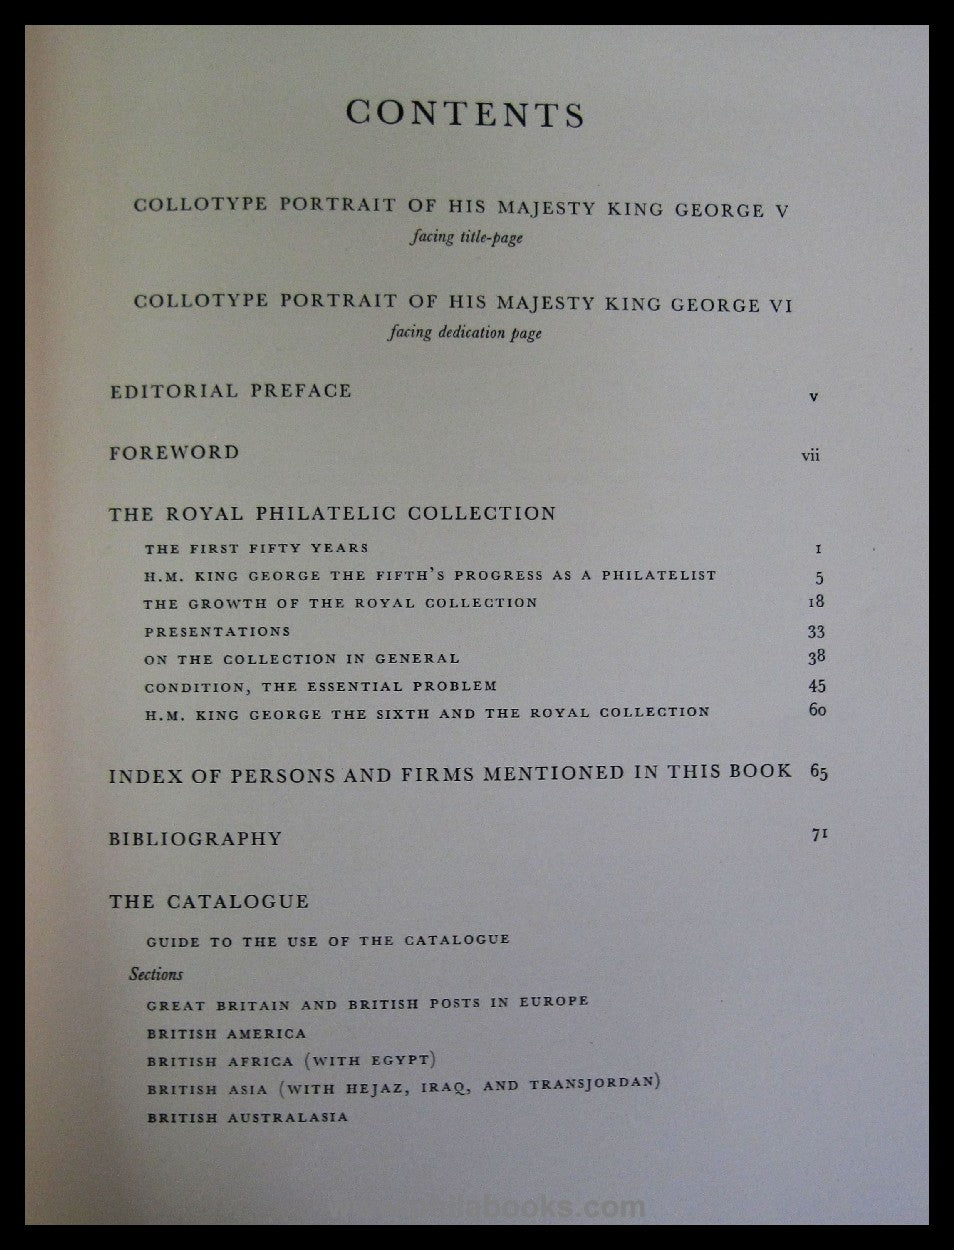 CONTENTS
COLLOTYPE PORTRAIT OF HIS MAJESTY KING GEORGE V
facing title-page
COLLOTYPE PORTRAIT OF HIS MAJESTY KING GEORGE VI
facing dedication page
EDITORIAL PREFACE v
FOREWORD vii
THE ROYAL PHILATELIC COLLECTION
THE FIRST FIFTY YEARS 1
H.M. KING GEORGE THE FIFTH'S PROGRESS AS A PHILATELIST 5
THE GROWTH OF THE ROYAL COLLECTION 18
PRESENTATIONS 33
ON THE COLLECTION IN GENERAL 38
CONDITION, THE ESSENTIAL PROBLEM 45
H.M. KING GEORGE THE SIXTH AND THE ROYAL COLLECTION 60
INDEX OF PERSONS AND FIRMS MENTIONED IN THIS BOOK 65
BIBLIOGRAPHY 71
THE CATALOGUE
GUIDE TO THE USE OF THE CATALOGUE
Sections
GREAT BRITAIN AND BRITISH POSTS IN EUROPE
BRITISH AMERICA
BRITISH AFRICA (WITH EGYPT)
BRITISH ASIA (WITH HEJAZ, IRAQ, AND TRANSJORDAN)
BRITISH AUSTRALASIA